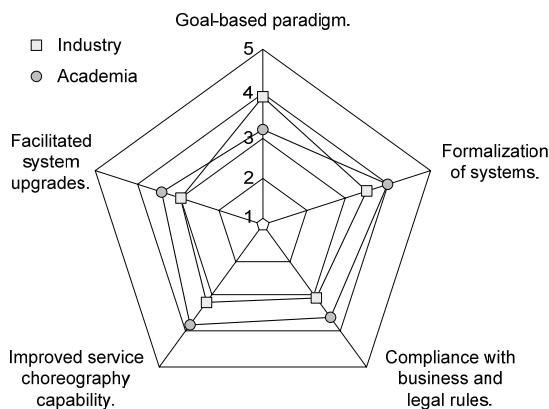 Goal-based paradigm.
Industry
Academia
5
4
3
2
1
Facilitated
system
upgrades.
Formalization
of systems.
Improved service
choreography
capability.
Compliance with
business and
legal rules.